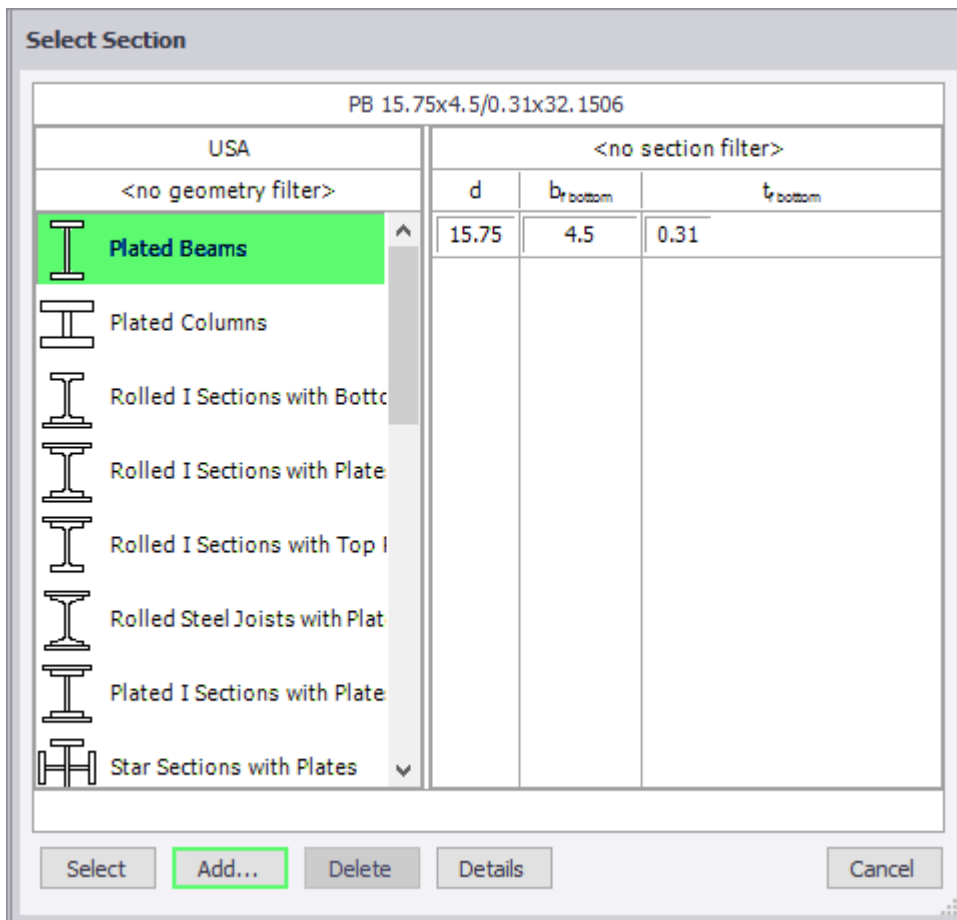 Select Section
PB 15.75x4.5/0.31x32.1506
USA
<no section filter>
<no geometry filter>
d
bf bottom
tf bottom
Plated Beams
15.75
4.5
0.31
Plated Columns
Rolled I Sections with Botto
Rolled I Sections with Plate
Rolled I Sections with Top
Rolled Steel Joists with Plat
Plated I Sections with Plate
Star Sections with Plates
Select
Add...
Delete
Details
Cancel